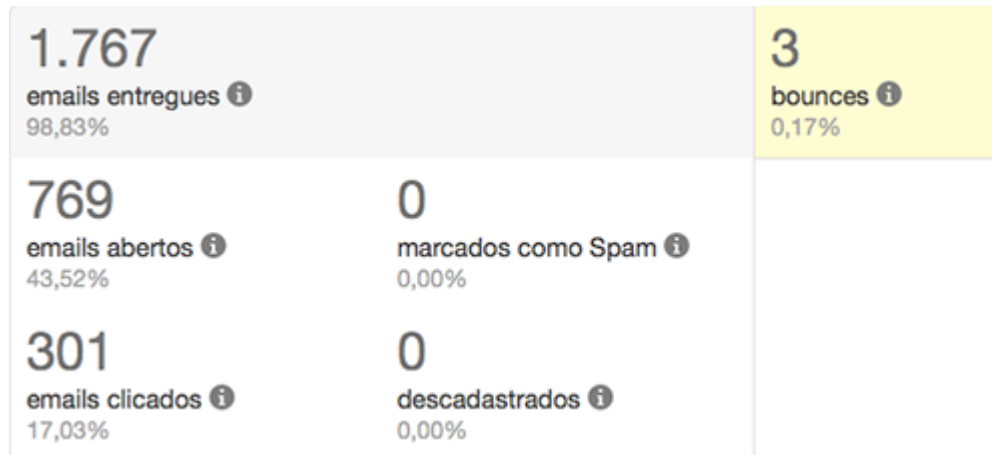 1.767
emails entregues
98,83%
3
bounces
0,17%
769
emails abertos
43,52%
0
marcados como Spam
0,00%
301
emails clicados
17,03%
0
descadastrados
0,00%